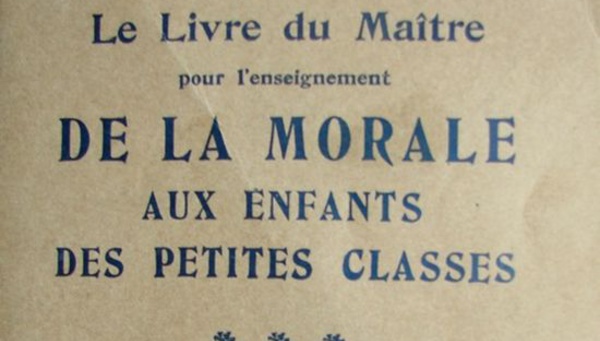 Le Livre du Maître
pour l'enseignement
DE LA MORALE
AUX ENFANTS
DES PETITES CLASSES